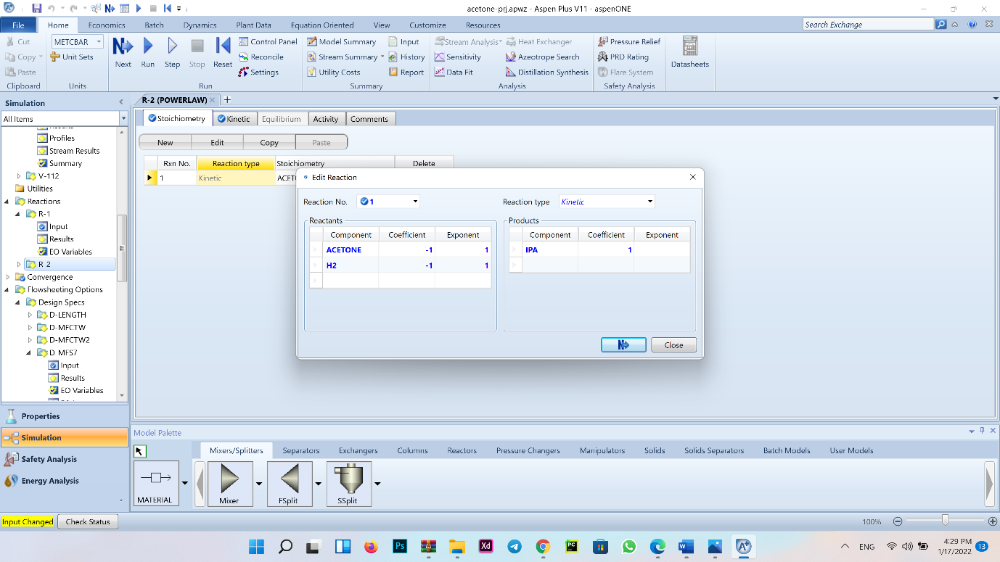 acetone-prj.apwz - Aspen Plus V11 - aspenONE
File Home Economics Batch Dynamics Plant Data Equation Oriented View Customize Resources Search Exchange
Cut METCBAR Control Panel Model Summary Input Stream Analysis Heat Exchanger Pressure Relief
Copy Unit Sets Next Run Step Stop Reset Reconcile Stream Summary History Sensitivity Azeotrope Search PRD Rating Datasheets
Paste Settings Utility Costs Report Data Fit Distillation Synthesis Flare System
Clipboard Units Run Summary Analysis Safety Analysis
Simulation
All Items
Profiles
Stream Results
Summary
V-112
Utilities
Reactions
R-1
Input
Results
EO Variables
R-2
Convergence
Flowsheeting Options
Design Specs
D-LENGTH
D-MFCTW
D-MFCTW2
D-MFS7
Input
Results
EO Variables
Properties
Simulation
Safety Analysis
Energy Analysis
R-2 (POWERLAW)
Stoichiometry Kinetic Equilibrium Activity Comments
New Edit Copy Paste
Rxn No. Reaction type Stoichiometry Delete
1 Kinetic
Edit Reaction
Reaction No. 1 Reaction type Kinetic
Reactants Products
Component Coefficient Exponent Component Coefficient Exponent
ACETONE -1 1 IPA 1
H2 -1 1
Close
Model Palette
Mixers/Splitters Separators Exchangers Columns Reactors Pressure Changers Manipulators Solids Solids Separators Batch Models User Models
MATERIAL Mixer FSplit SSplit
Input Changed Check Status 100%
ENG 4:29 PM 13
1/17/2022